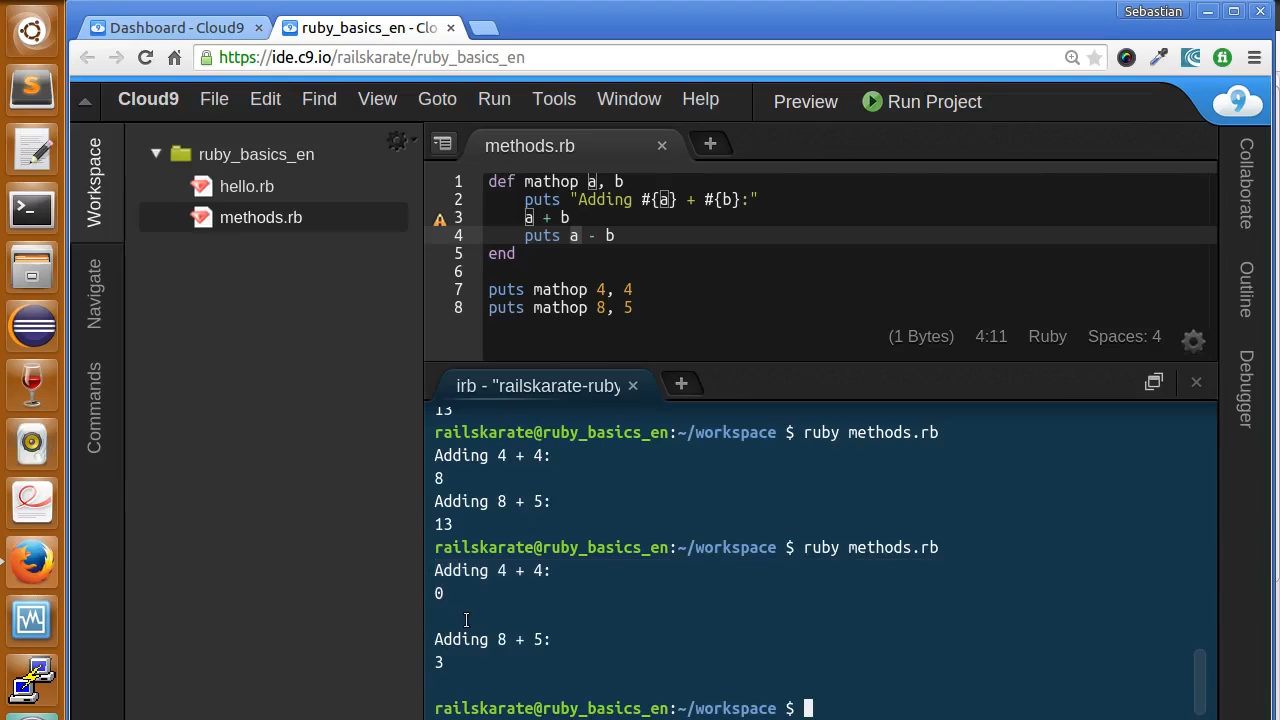 Sebastian
Dashboard - Cloud9
ruby_basics_en - Clo
https://ide.c9.io/railskarate/ruby_basics_en
Cloud9 File Edit Find View Goto Run Tools Window Help Preview Run Project
Workspace
Navigate
Commands
ruby_basics_en
hello.rb
methods.rb
methods.rb
1 def mathop a, b
2 puts "Adding #{a} + #{b}:"
3 a + b
4 puts a - b
5 end
6
7 puts mathop 4, 4
8 puts mathop 8, 5
(1 Bytes) 4:11 Ruby Spaces: 4
Collaborate
Outline
Debugger
irb - "railskarate-ruby
13
railskarate@ruby_basics_en:~/workspace $ ruby methods.rb
Adding 4 + 4:
8
Adding 8 + 5:
13
railskarate@ruby_basics_en:~/workspace $ ruby methods.rb
Adding 4 + 4:
0
Adding 8 + 5:
3
railskarate@ruby_basics_en:~/workspace $